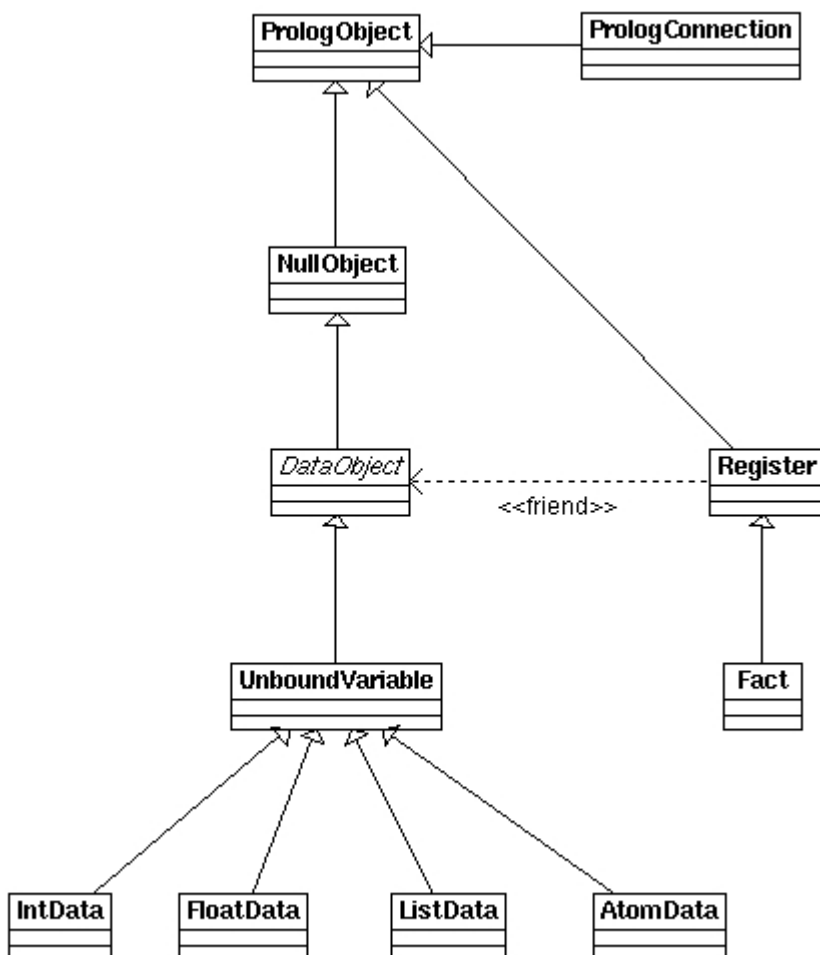 PrologObject
PrologConnection
NullObject
DataObject
Register
<<friend>>
UnboundVariable
Fact
IntData
FloatData
ListData
AtomData